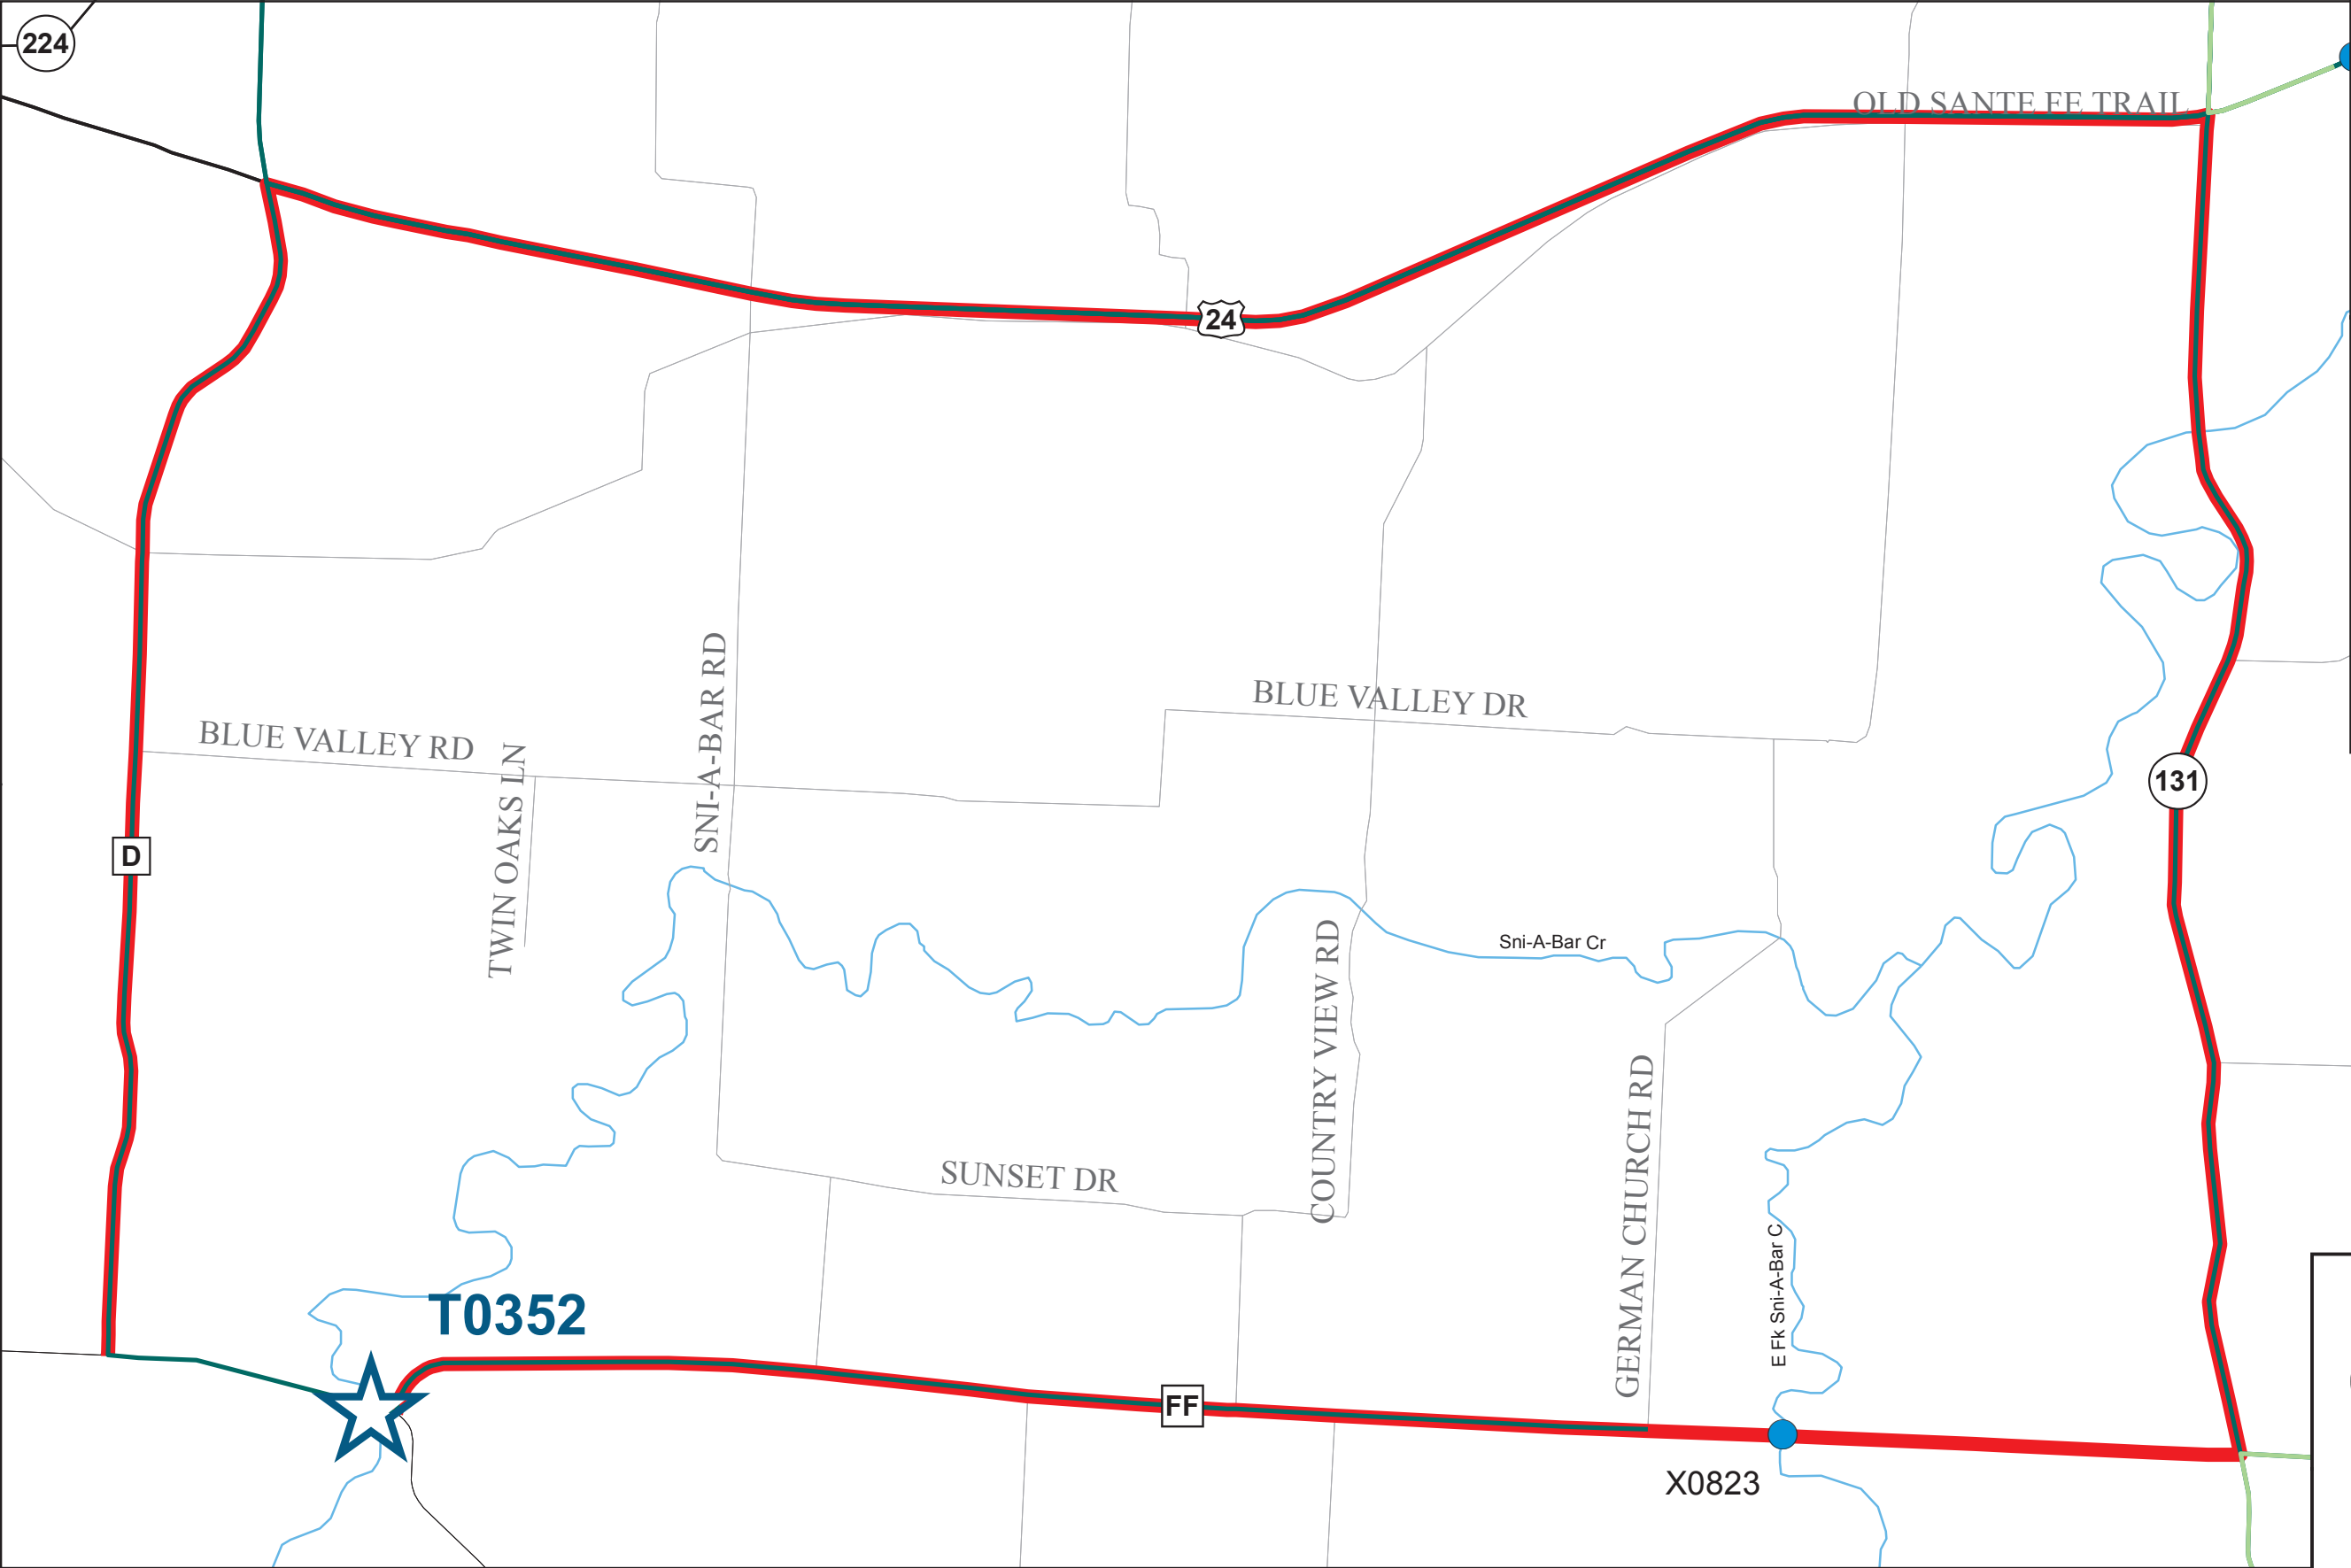 224
OLD SANTE FE TRAIL
24
BLUE VALLEY RD
TWIN OAKS LN
SNI-A-BAR RD
BLUE VALLEY DR
131
D
Sni-A-Bar Cr
COUNTRY VIEW RD
GERMAN CHURCH RD
SUNSET DR
E Fk Sni-A-Bar C
T0352
FF
X0823